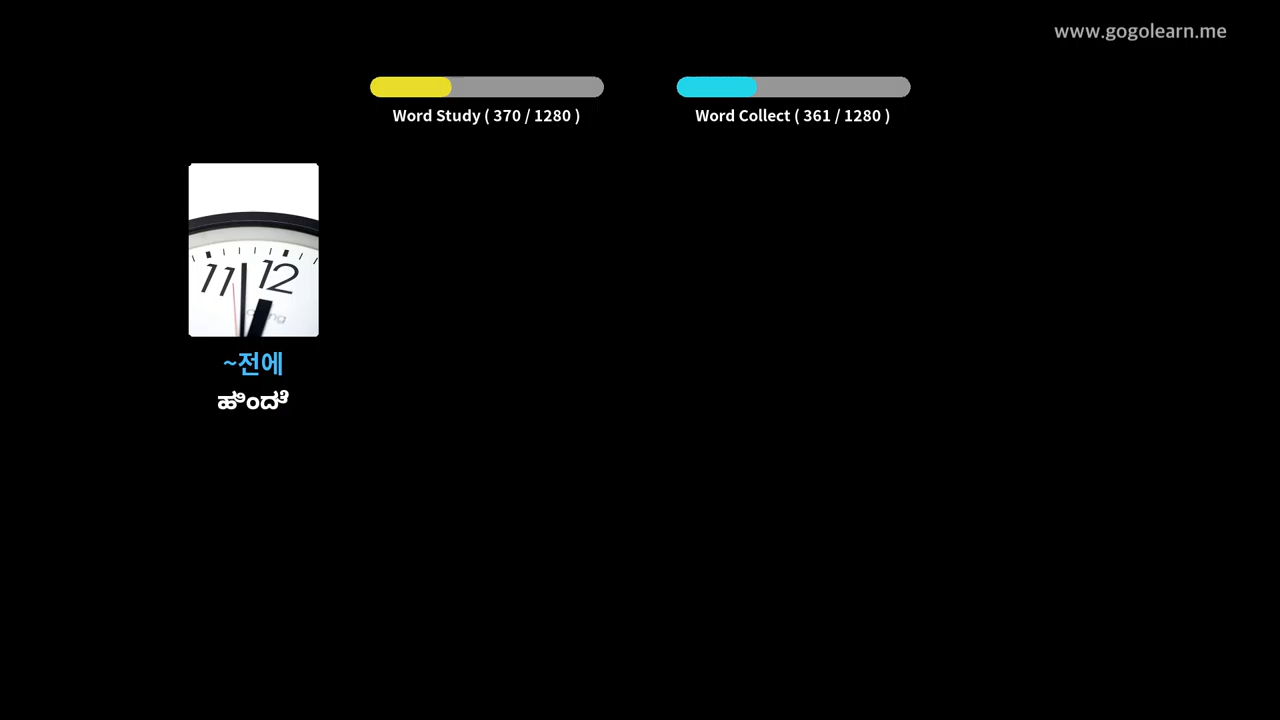 www.gogolearn.me
Word Study ( 370 / 1280 )
Word Collect ( 361 / 1280 )
11 12
~전에
ಹಿಂದೆ